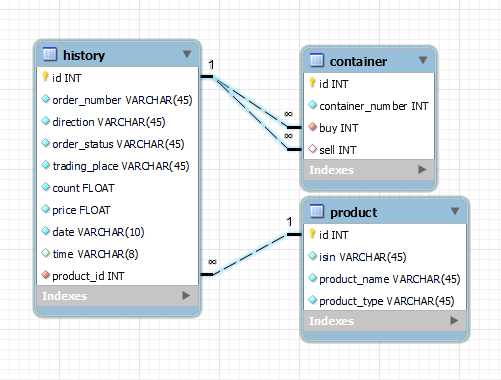 history
id INT
order_number VARCHAR(45)
direction VARCHAR(45)
order_status VARCHAR(45)
trading_place VARCHAR(45)
count FLOAT
price FLOAT
date VARCHAR(10)
time VARCHAR(8)
product_id INT
Indexes
1
∞
∞
container
id INT
container_number INT
buy INT
sell INT
Indexes
1
∞
product
id INT
isin VARCHAR(45)
product_name VARCHAR(45)
product_type VARCHAR(45)
Indexes